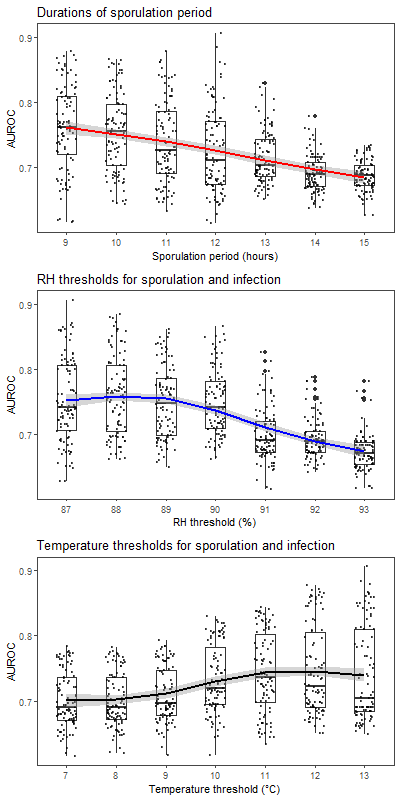 Durations of sporulation period
0.9
0.8
0.7
AUROC
9 10 11 12 13 14 15
Sporulation period (hours)
RH thresholds for sporulation and infection
0.9
0.8
0.7
AUROC
87 88 89 90 91 92 93
RH threshold (%)
Temperature thresholds for sporulation and infection
0.9
0.8
0.7
AUROC
7 8 9 10 11 12 13
Temperature threshold (°C)